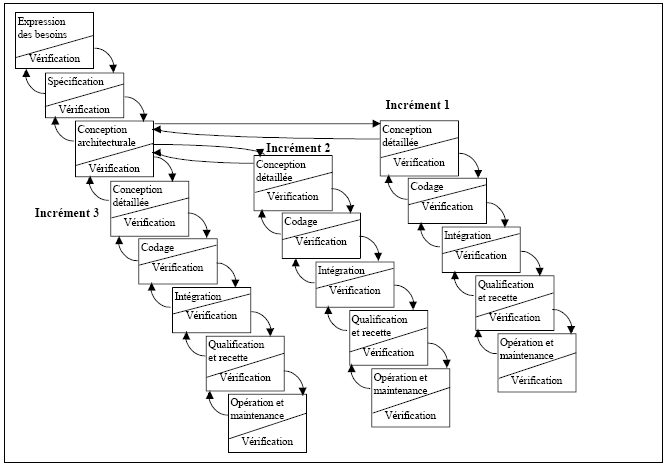 Expression
des besoins
Vérification
Spécification
Vérification
Conception
architecturale
Vérification
Incrément 3
Conception
détaillée
Vérification
Codage
Vérification
Intégration
Vérification
Qualification
et recette
Vérification
Opération et
maintenance
Vérification
Incrément 2
Conception
détaillée
Vérification
Codage
Vérification
Intégration
Vérification
Qualification
et recette
Vérification
Opération et
maintenance
Vérification
Incrément 1
Conception
détaillée
Vérification
Codage
Vérification
Intégration
Vérification
Qualification
et recette
Vérification
Opération et
maintenance
Vérification